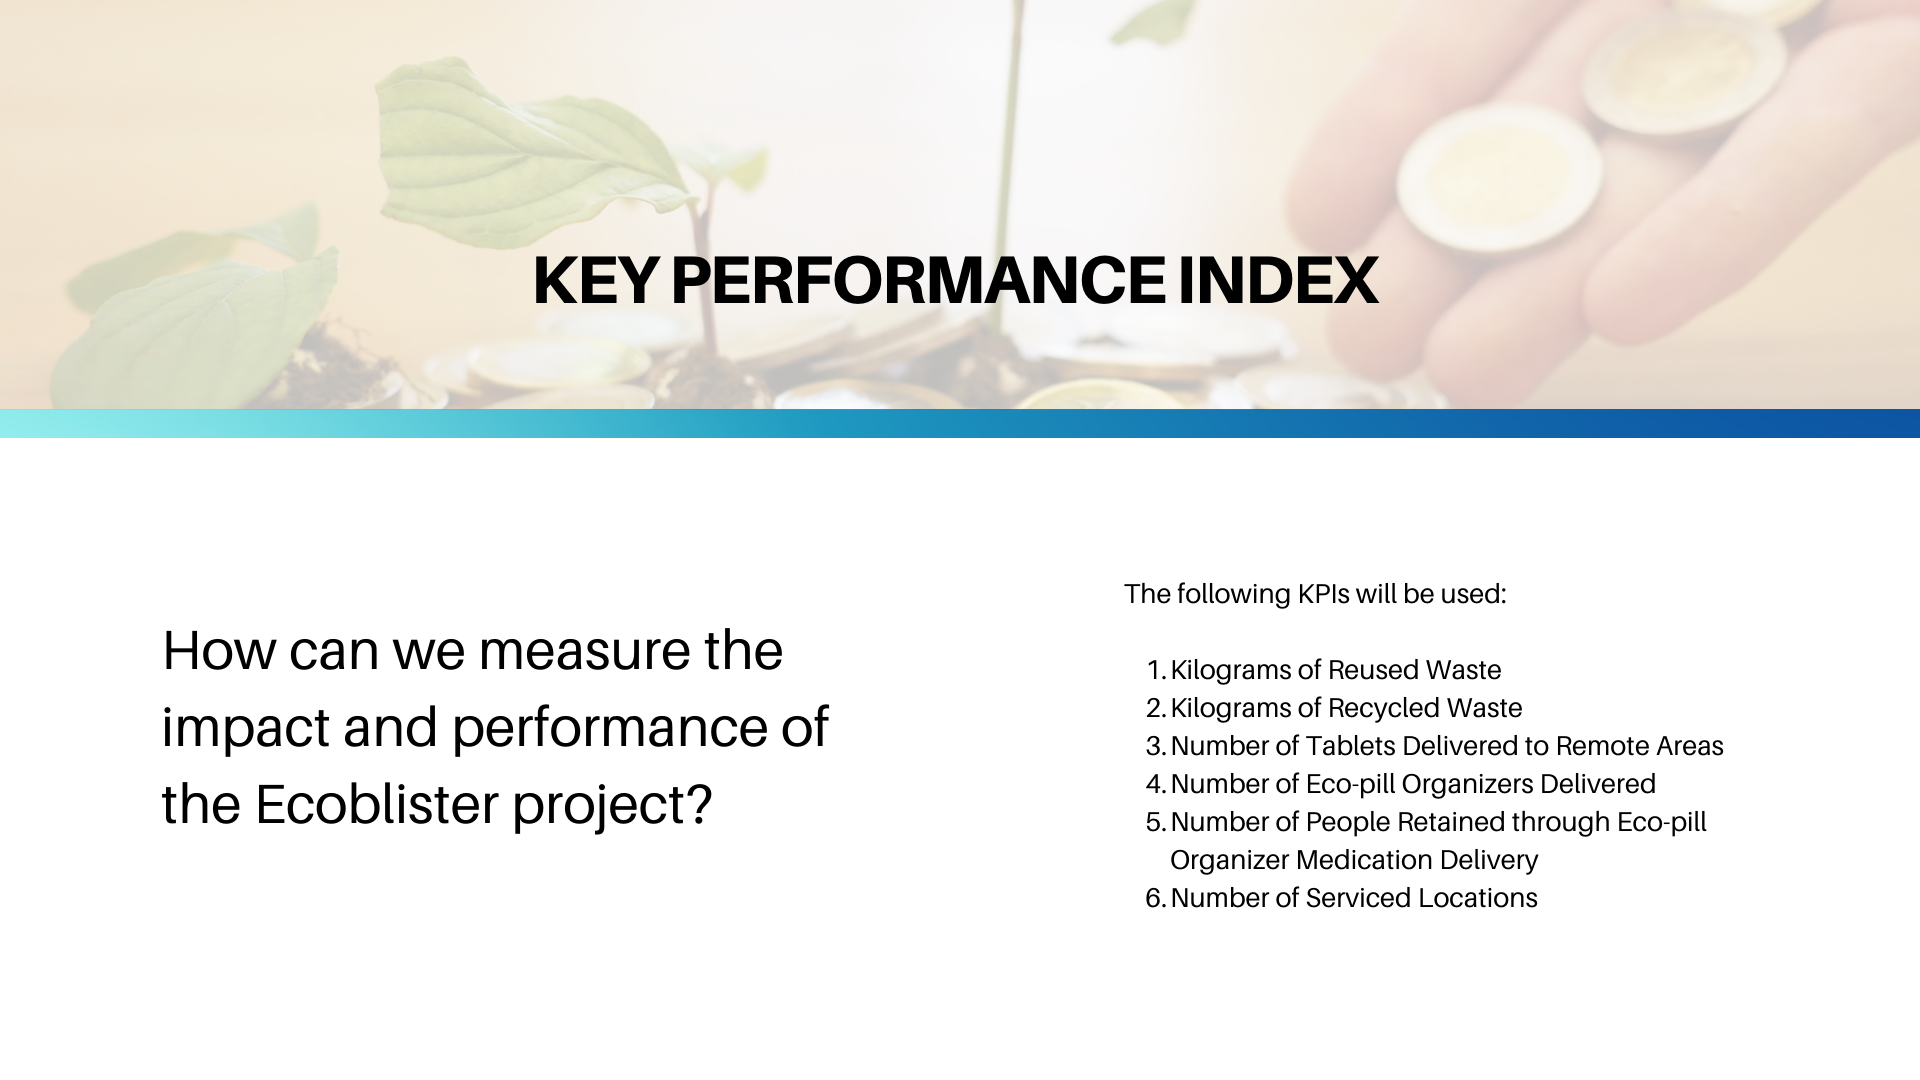 KEY PERFORMANCE INDEX
How can we measure the
impact and performance of
the Ecoblister project?
The following KPIs will be used:
1. Kilograms of Reused Waste
2. Kilograms of Recycled Waste
3. Number of Tablets Delivered to Remote Areas
4. Number of Eco-pill Organizers Delivered
5. Number of People Retained through Eco-pill
Organizer Medication Delivery
6. Number of Serviced Locations